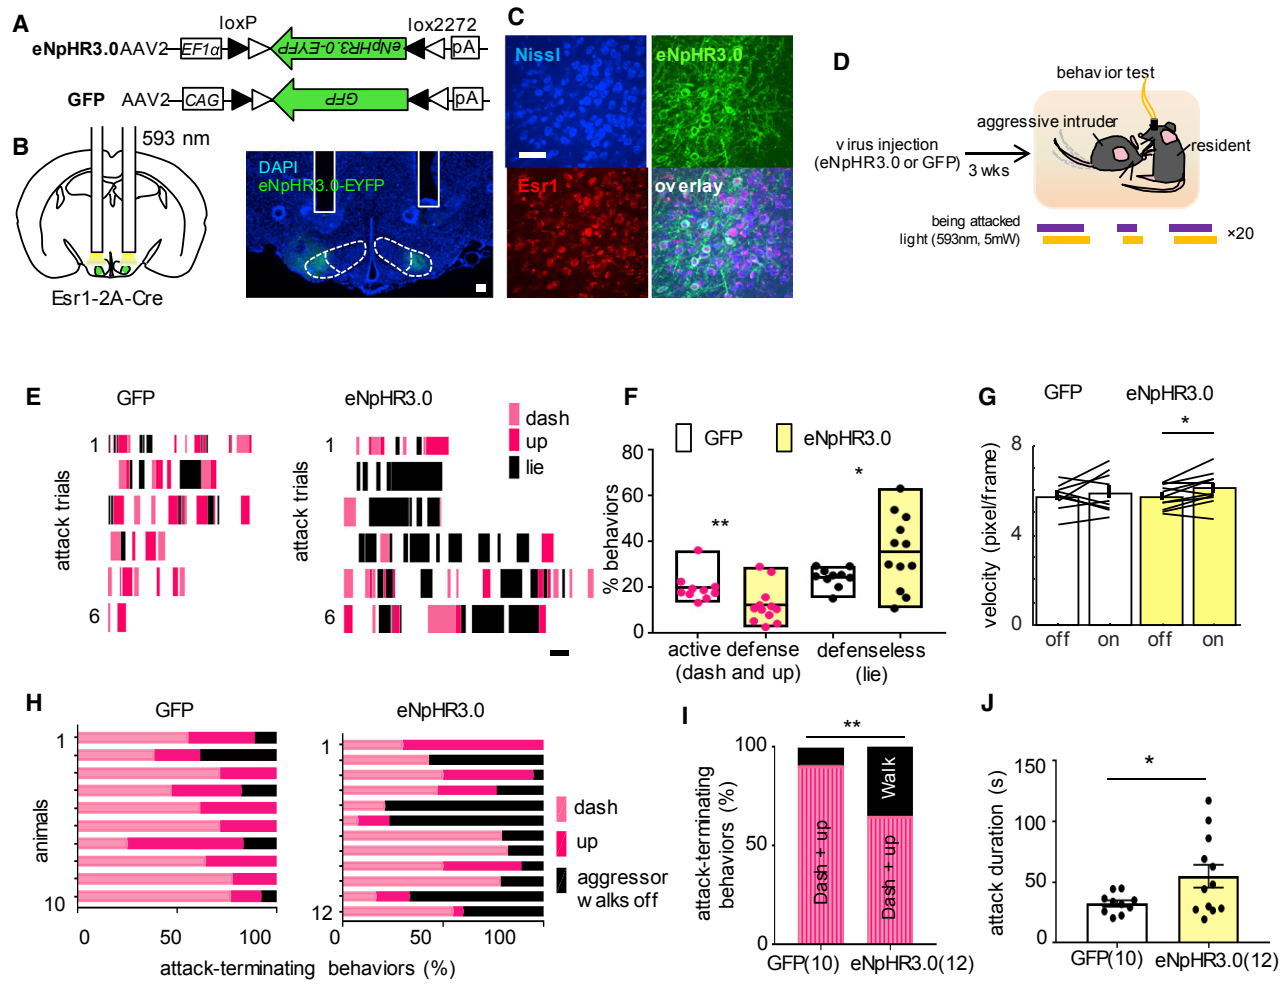 A
loxP
lox2272
eNpHR3.0 AAV2 EF1α eNpHR3.0-EYFP pA
GFP AAV2 CAG GFP pA
B
593 nm
Esr1-2A-Cre
DAPI
eNpHR3.0-EYFP
C
Nissl
eNpHR3.0
Esr1
overlay
D
behavior test
aggressive intruder
resident
virus injection
(eNpHR3.0 or GFP)
3 wks
being attacked
light (593nm, 5mW)
×20
E
GFP
eNpHR3.0
dash
up
lie
attack trials
1
6
attack trials
1
6
F
GFP
eNpHR3.0
% behaviors
80
60
40
20
0
**
*
active defense
(dash and up)
defenseless
(lie)
G
GFP
eNpHR3.0
*
velocity (pixel/frame)
8
4
0
off
on
off
on
H
GFP
eNpHR3.0
animals
1
10
1
12
0
50
100
0
50
100
attack-terminating behaviors (%)
dash
up
aggressor
walks off
I
**
attack-terminating
behaviors (%)
100
50
0
Dash + up
Walk
Dash + up
GFP(10)
eNpHR3.0(12)
J
*
attack duration (s)
150
100
50
0
GFP(10)
eNpHR3.0(12)